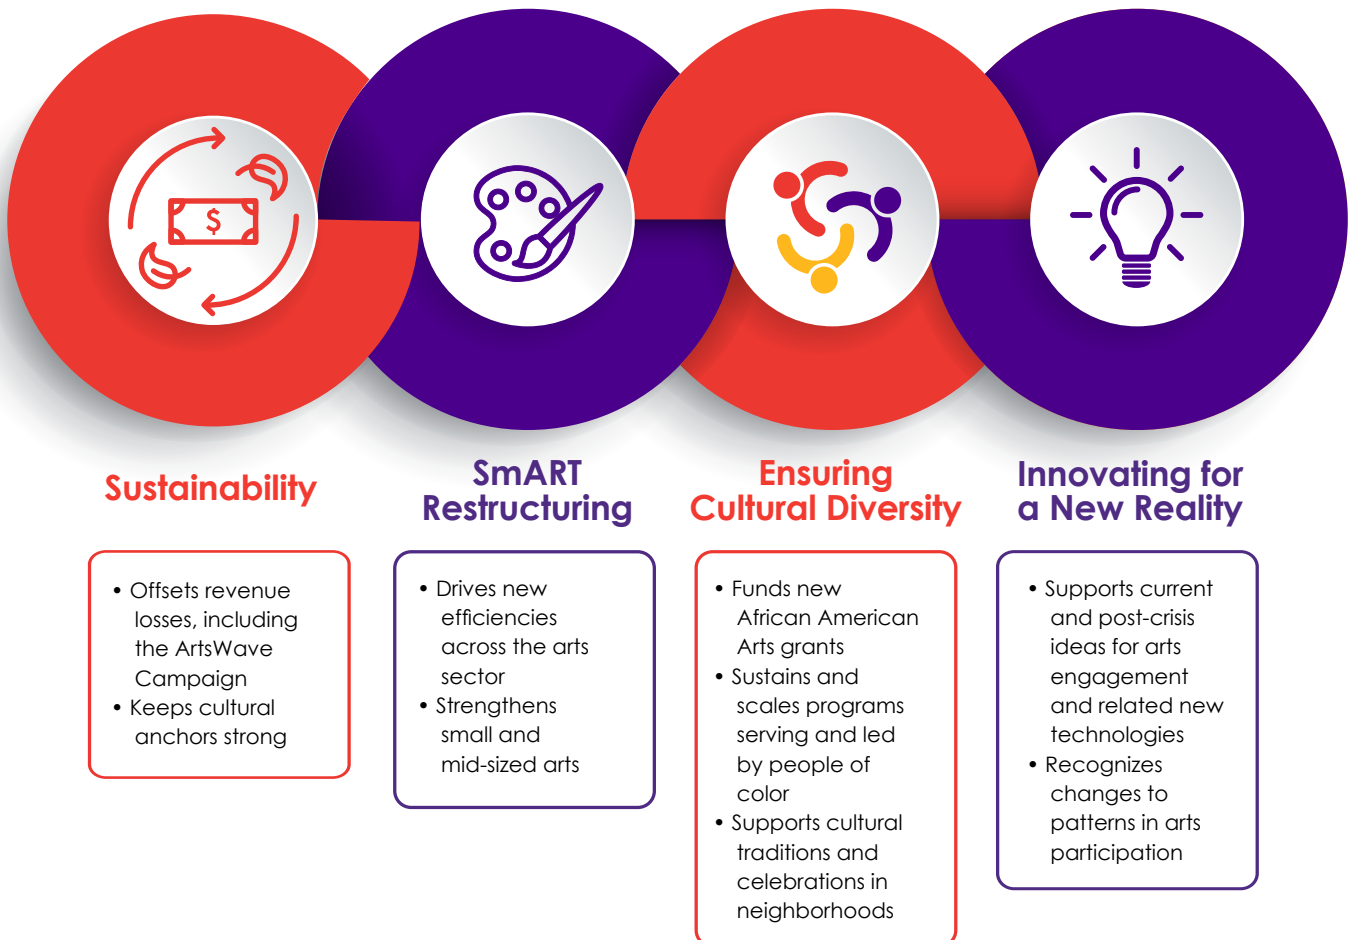 $
Sustainability
• Offsets revenue
losses, including
the ArtsWave
Campaign
• Keeps cultural
anchors strong
SmART
Restructuring
• Drives new
efficiencies
across the arts
sector
• Strengthens
small and
mid-sized arts
Ensuring
Cultural Diversity
• Funds new
African American
Arts grants
• Sustains and
scales programs
serving and led
by people of
color
• Supports cultural
traditions and
celebrations in
neighborhoods
Innovating for
a New Reality
• Supports current
and post-crisis
ideas for arts
engagement
and related new
technologies
• Recognizes
changes to
patterns in arts
participation